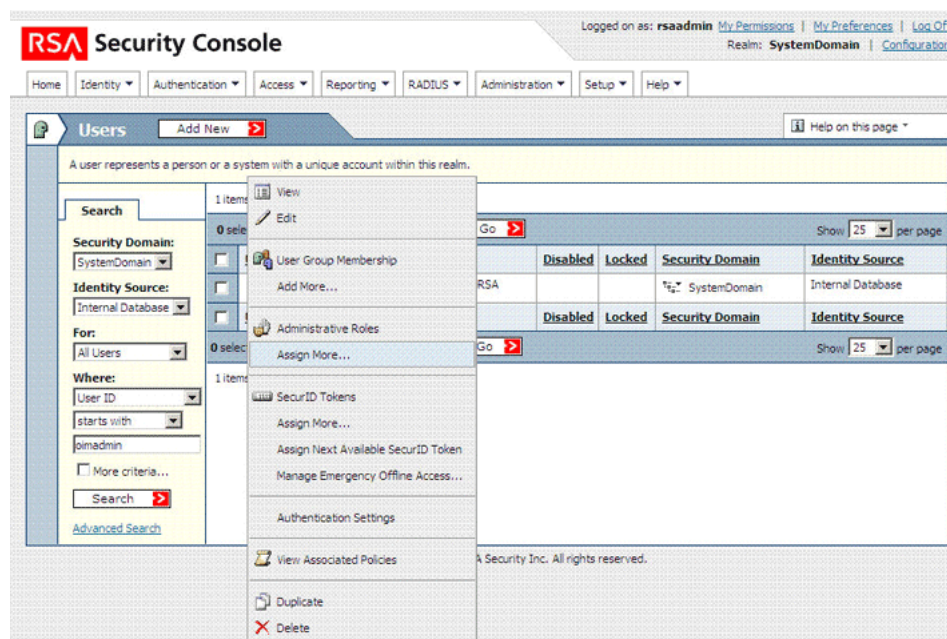 Logged on as: rsaadmin My Permissions | My Preferences | Log Of
RSA Security Console
Realm: SystemDomain | Configuration
Home Identity Authentication Access Reporting RADIUS Administration Setup Help
Users Add New
Help on this page
A user represents a person or a system with a unique account within this realm.
Search
Security Domain:
SystemDomain
Identity Source:
Internal Database
For:
All Users
Where:
User ID
starts with
oimadmin
More criteria...
Search
Advanced Search
1 items
0 sele Go Show 25 per page
Disabled Locked Security Domain Identity Source
RSA SystemDomain Internal Database
Disabled Locked Security Domain Identity Source
0 selec Go Show 25 per page
1 items
View
Edit
User Group Membership
Add More...
Administrative Roles
Assign More...
SecurID Tokens
Assign More...
Assign Next Available SecurID Token
Manage Emergency Offline Access...
Authentication Settings
View Associated Policies
Duplicate
Delete
A Security Inc. All rights reserved.